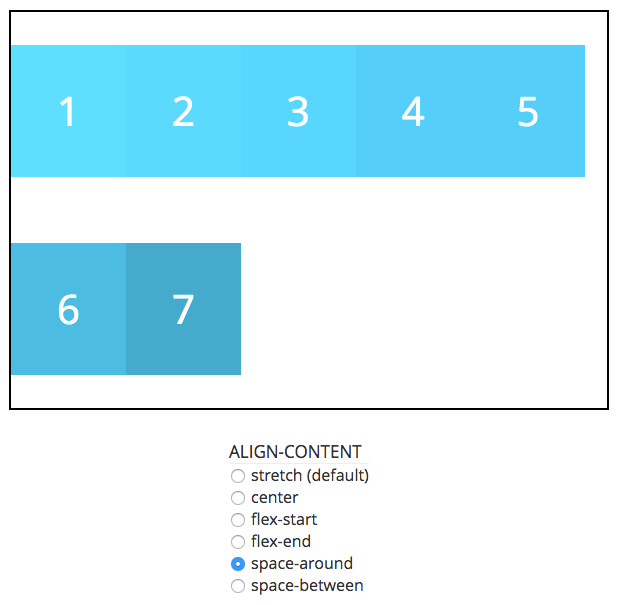 1 2 3 4 5
6 7
ALIGN-CONTENT
stretch (default)
center
flex-start
flex-end
space-around
space-between